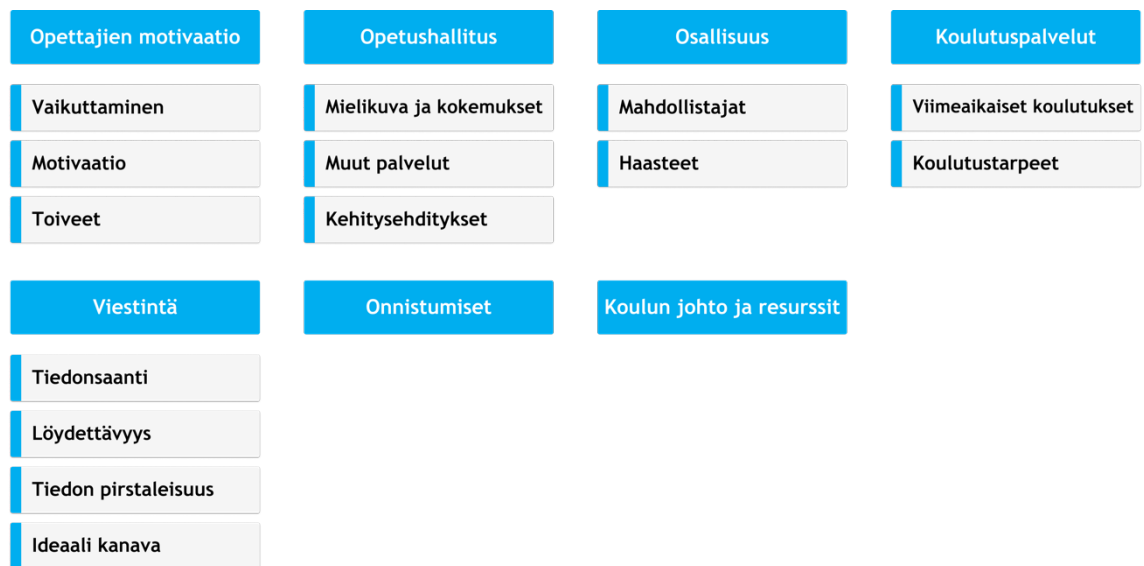 Opettajien motivaatio
Vaikuttaminen
Motivaatio
Toiveet
Opetushallitus
Mielikuva ja kokemukset
Muut palvelut
Kehitysehditykset
Osallisuus
Mahdollistajat
Haasteet
Koulutuspalvelut
Viimeaikaiset koulutukset
Koulutustarpeet
Viestintä
Tiedonsaanti
Löydettävyys
Tiedon pirstaleisuus
Ideaali kanava
Onnistumiset
Koulun johto ja resurssit